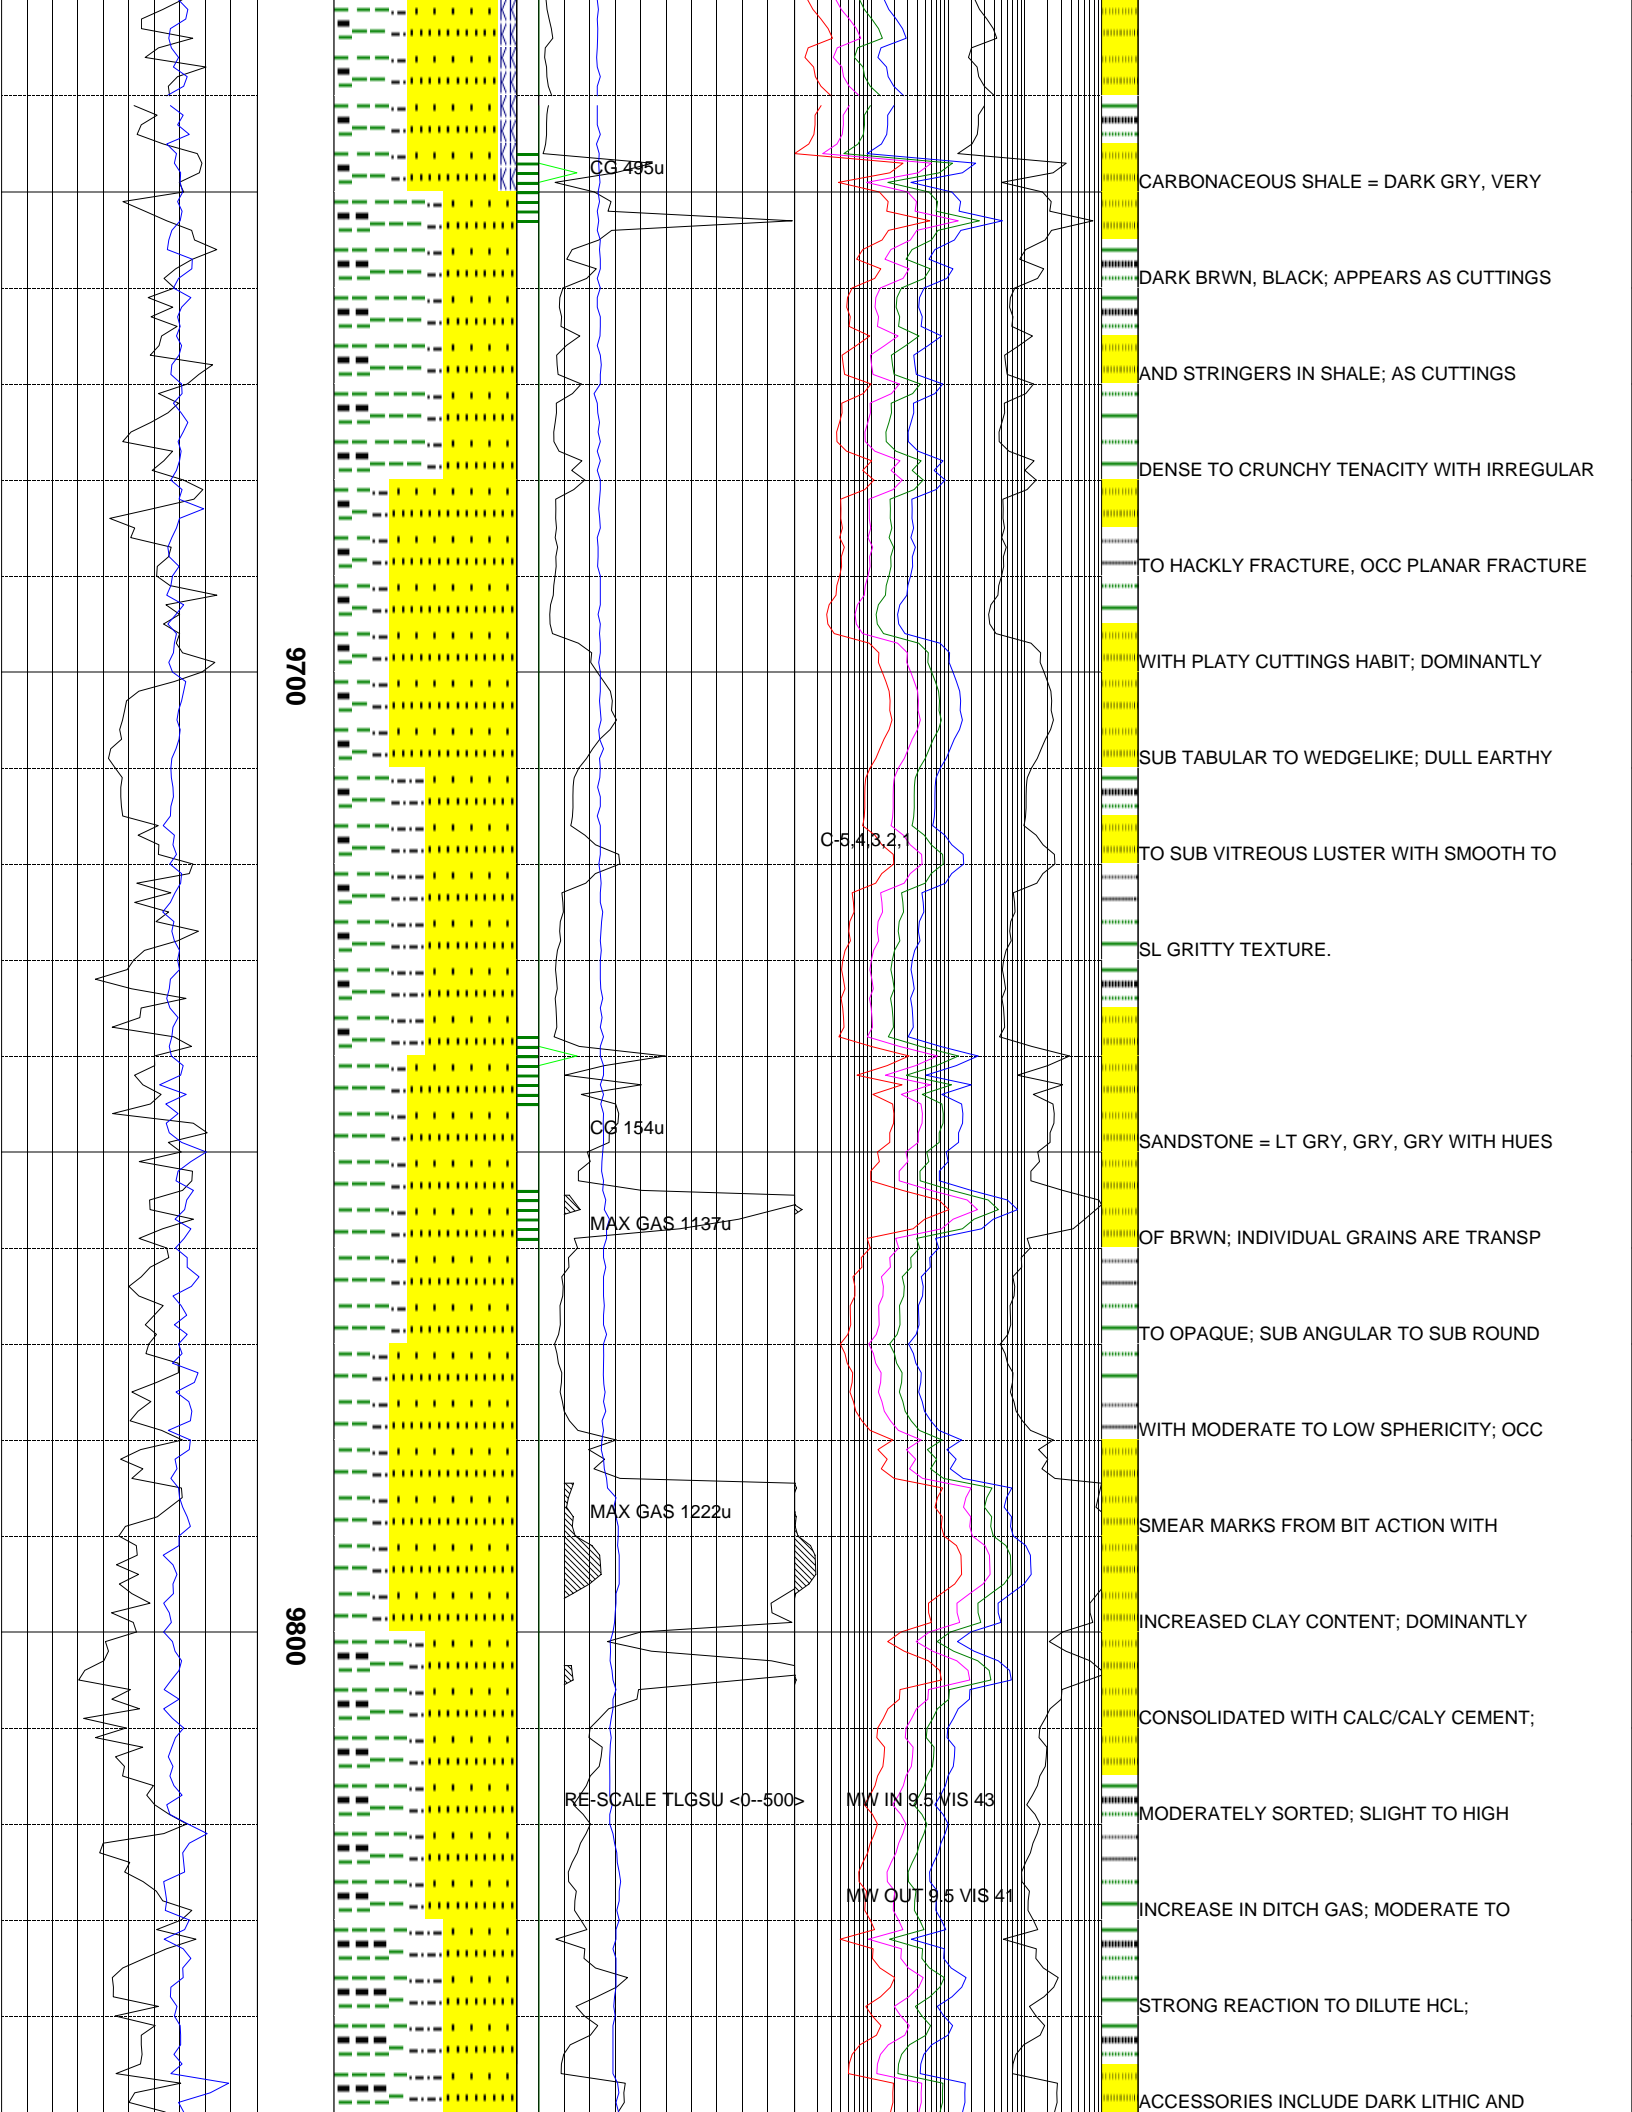 CG 495u
CARBONACEOUS SHALE = DARK GRY, VERY
DARK BRWN, BLACK; APPEARS AS CUTTINGS
AND STRINGERS IN SHALE; AS CUTTINGS
DENSE TO CRUNCHY TENACITY WITH IRREGULAR
TO HACKLY FRACTURE, OCC PLANAR FRACTURE
9700
WITH PLATY CUTTINGS HABIT; DOMINANTLY
SUB TABULAR TO WEDGELIKE; DULL EARTHY
C-5,4,3,2,1
TO SUB VITREOUS LUSTER WITH SMOOTH TO
SL GRITTY TEXTURE.
CG 154u
SANDSTONE = LT GRY, GRY, GRY WITH HUES
MAX GAS 1137u
OF BRWN; INDIVIDUAL GRAINS ARE TRANSP
TO OPAQUE; SUB ANGULAR TO SUB ROUND
WITH MODERATE TO LOW SPHERICITY; OCC
MAX GAS 1222u
SMEAR MARKS FROM BIT ACTION WITH
9800
INCREASED CLAY CONTENT; DOMINANTLY
CONSOLIDATED WITH CALC/CALY CEMENT;
RE-SCALE TLGSU <0--500>
MW IN 9.5 VIS 43
MODERATELY SORTED; SLIGHT TO HIGH
MW OUT 9.5 VIS 41
INCREASE IN DITCH GAS; MODERATE TO
STRONG REACTION TO DILUTE HCL;
ACCESSORIES INCLUDE DARK LITHIC AND